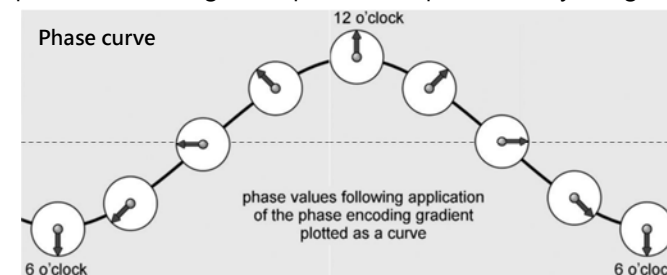 12 o'clock
Phase curve
phase values following application
of the phase encoding gradient
plotted as a curve
6 o'clock
6 o'clock